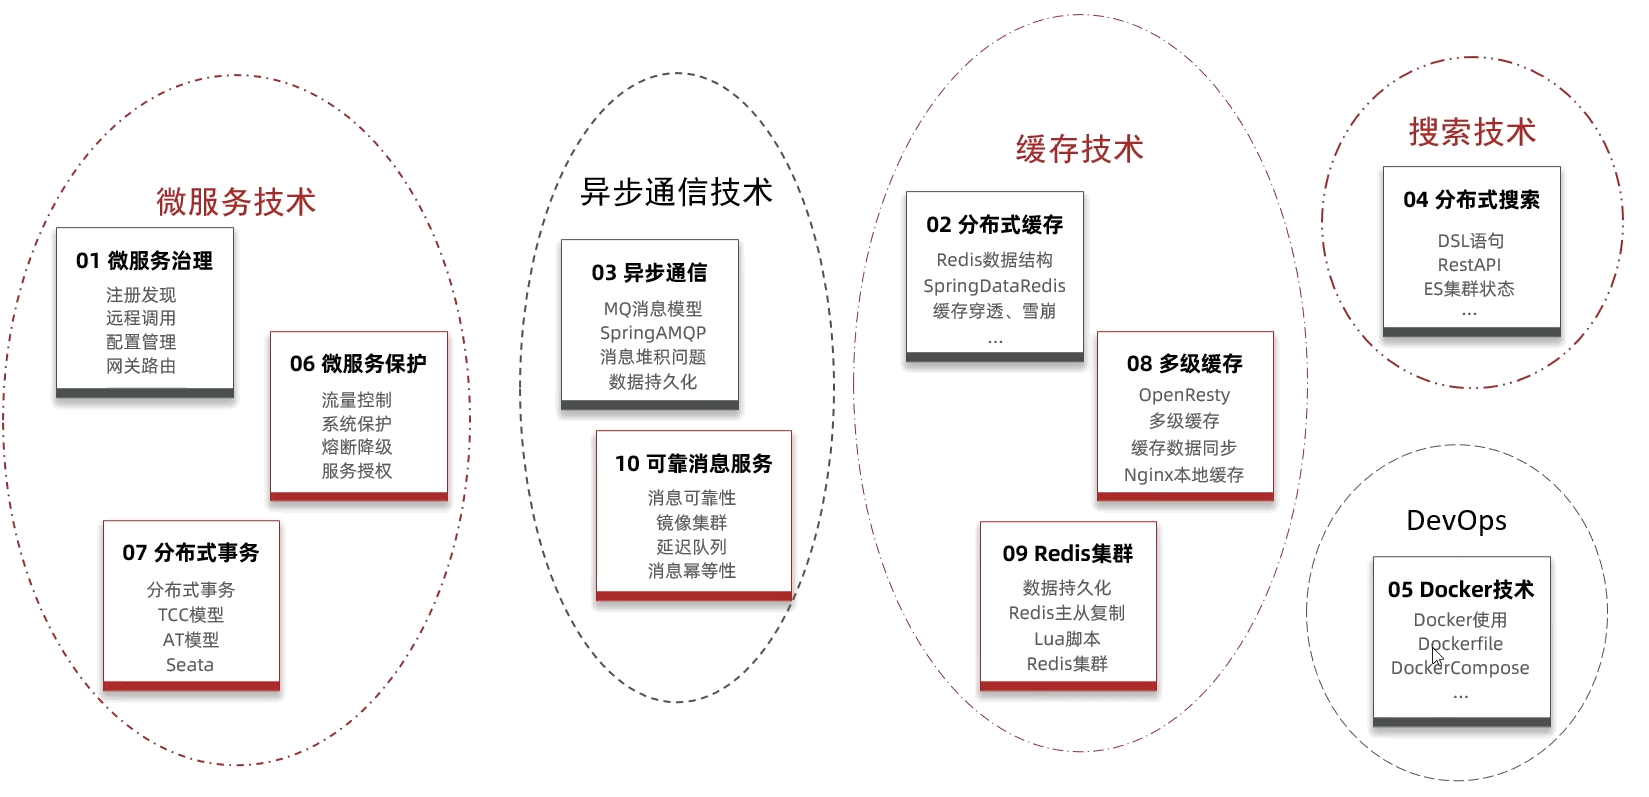 微服务技术
01 微服务治理
注册发现
远程调用
配置管理
网关路由
06 微服务保护
流量控制
系统保护
熔断降级
服务授权
07 分布式事务
分布式事务
TCC模型
AT模型
Seata
异步通信技术
03 异步通信
MQ消息模型
SpringAMQP
消息堆积问题
数据持久化
10 可靠消息服务
消息可靠性
镜像集群
延迟队列
消息幂等性
缓存技术
02 分布式缓存
Redis数据结构
SpringDataRedis
缓存穿透、雪崩
...
08 多级缓存
OpenResty
多级缓存
缓存数据同步
Nginx本地缓存
09 Redis集群
数据持久化
Redis主从复制
Lua脚本
Redis集群
搜索技术
04 分布式搜索
DSL语句
RestAPI
ES集群状态
...
DevOps
05 Docker技术
Docker使用
Dockerfile
DockerCompose
...